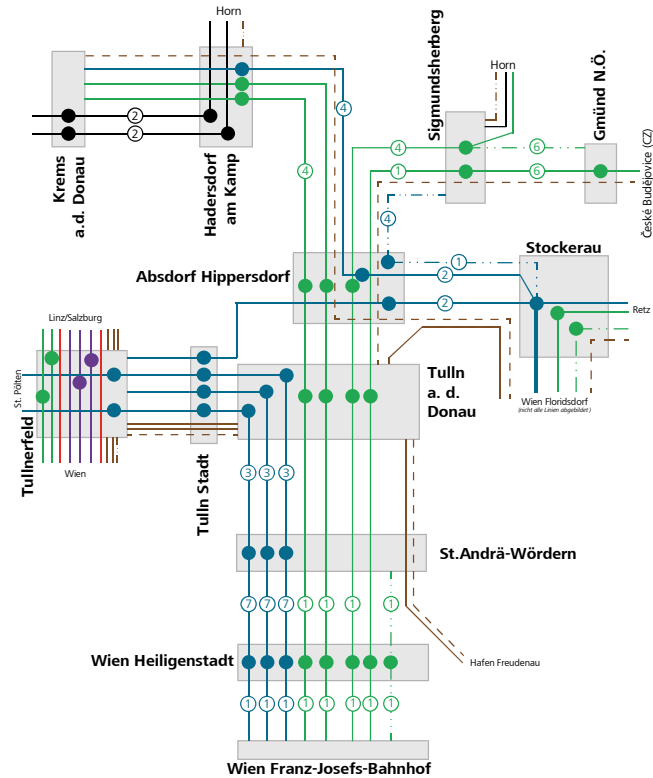 Horn
Horn
Sigmundsherberg
Gmünd N.Ö.
České Budějovice (CZ)
4
2
2
4
6
Krems
a.d. Donau
Hadersdorf
am Kamp
4
1
6
4
Absdorf Hippersdorf
1
2
Stockerau
2
Retz
Linz/Salzburg
St. Pölten
Tullnerfeld
Wien
Tulln Stadt
Tulln
a. d.
Donau
Wien Floridsdorf
(nicht alle Linien abgebildet)
3
3
3
St.Andrä-Wördern
7
7
7
1
1
1
1
1
Wien Heiligenstadt
Hafen Freudenau
1
1
1
1
1
1
1
1
Wien Franz-Josefs-Bahnhof